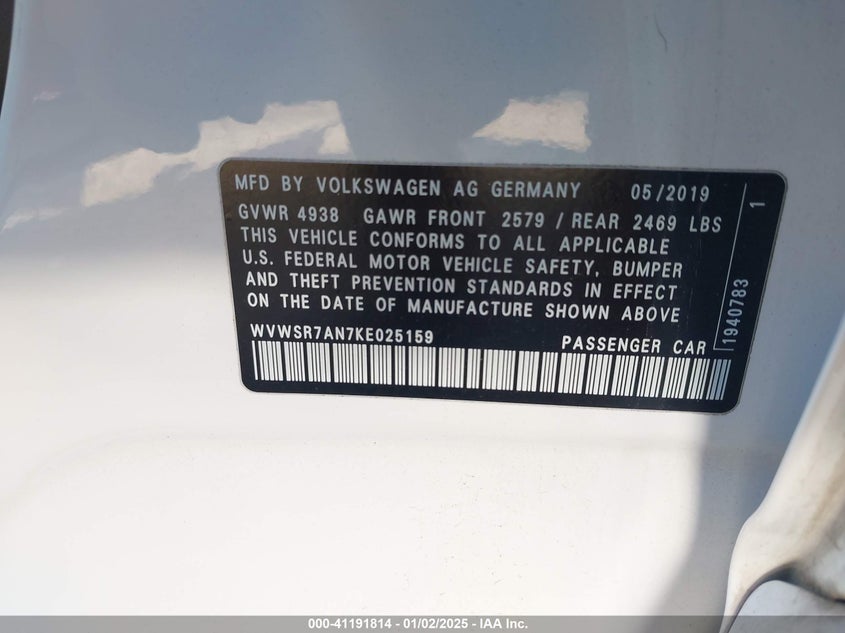 MFD BY VOLKSWAGEN AG GERMANY 05/2019
GVWR 4938 GAWR FRONT 2579 / REAR 2469 LBS
THIS VEHICLE CONFORMS TO ALL APPLICABLE
U.S. FEDERAL MOTOR VEHICLE SAFETY, BUMPER
AND THEFT PREVENTION STANDARDS IN EFFECT
ON THE DATE OF MANUFACTURE SHOWN ABOVE
WVWSR7AN7KE025159 PASSENGER CAR
1940783 1
000-41191814 - 01/02/2025 - IAA Inc.